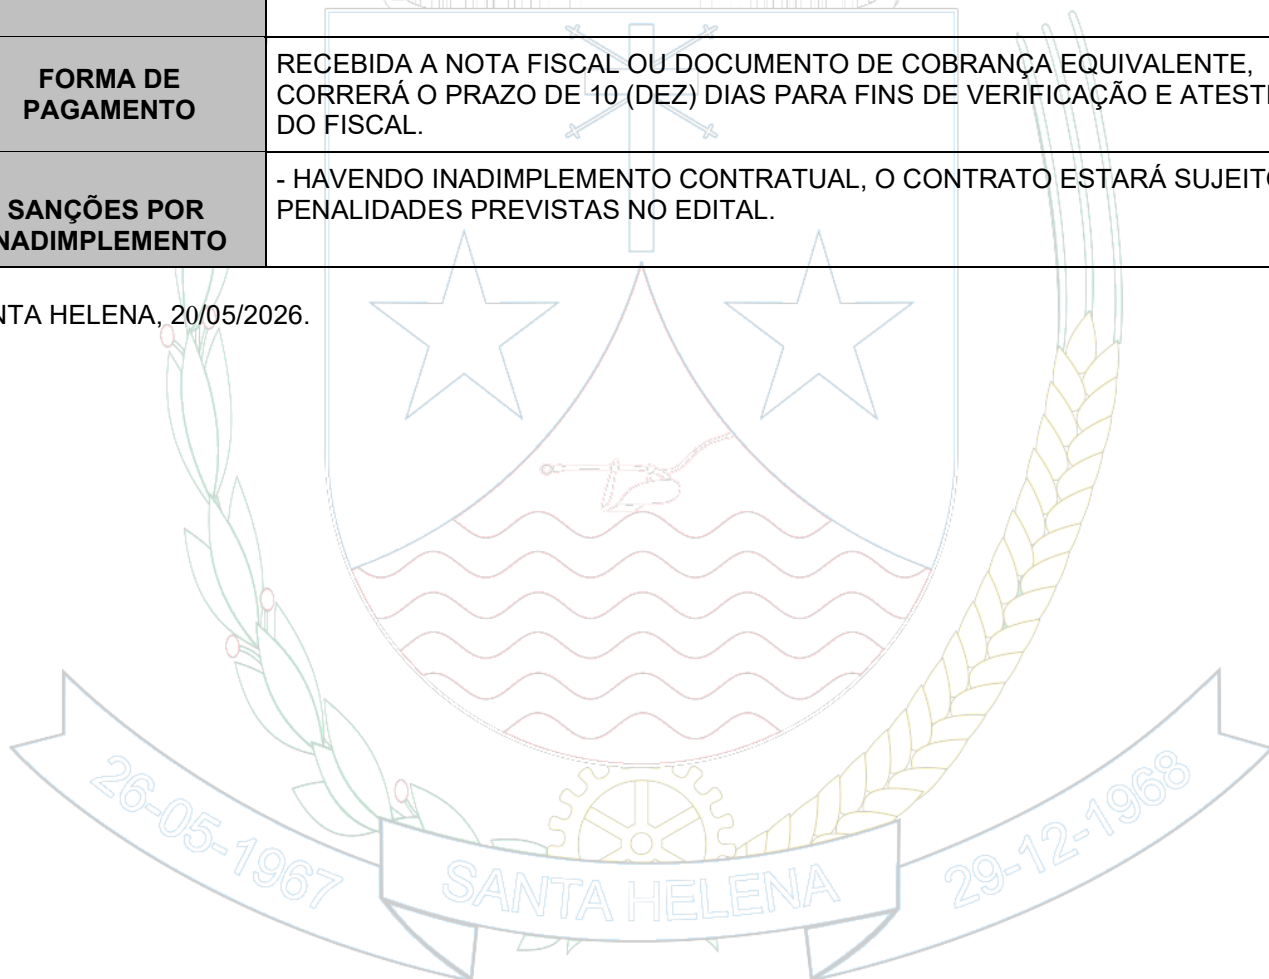 FORMA DE
PAGAMENTO
RECEBIDA A NOTA FISCAL OU DOCUMENTO DE COBRANÇA EQUIVALENTE,
CORRERÁ O PRAZO DE 10 (DEZ) DIAS PARA FINS DE VERIFICAÇÃO E ATEST
DO FISCAL.
SANÇÕES POR
NADIMPLEMENTO
- HAVENDO INADIMPLEMENTO CONTRATUAL, O CONTRATO ESTARÁ SUJEITO
PENALIDADES PREVISTAS NO EDITAL.
NTA HELENA, 20/05/2026.
26-05-1967
SANTA HELENA
29-12-1968